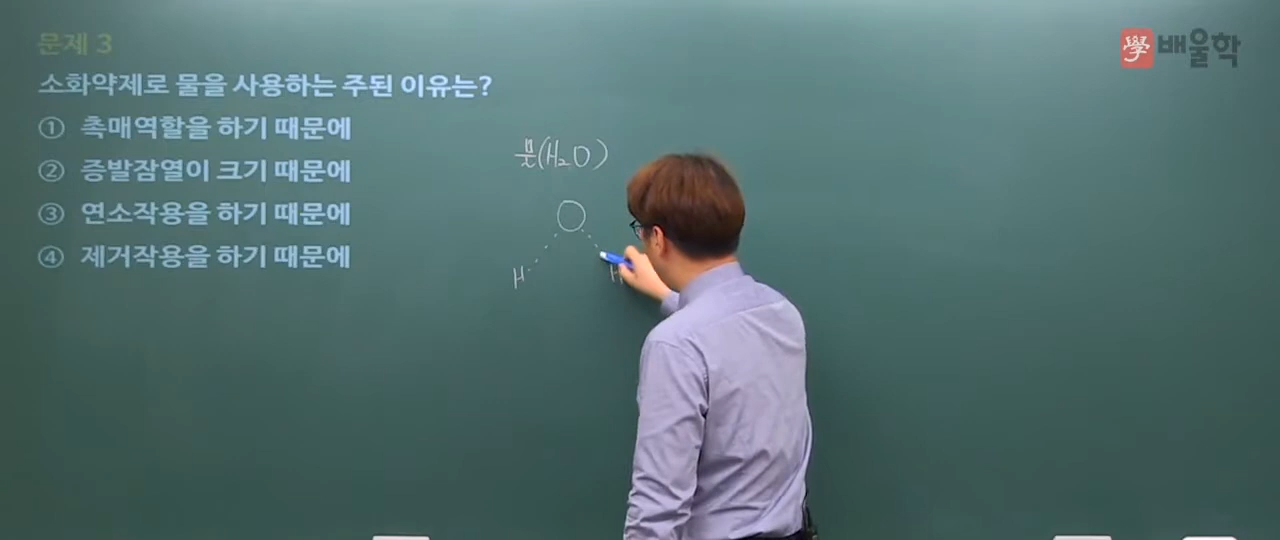 문제 3
소화약제로 물을 사용하는 주된 이유는?
① 촉매역할을 하기 때문에
② 증발잠열이 크기 때문에
③ 연소작용을 하기 때문에
④ 제거작용을 하기 때문에
물(H₂O)
O
H
H
學 배울학